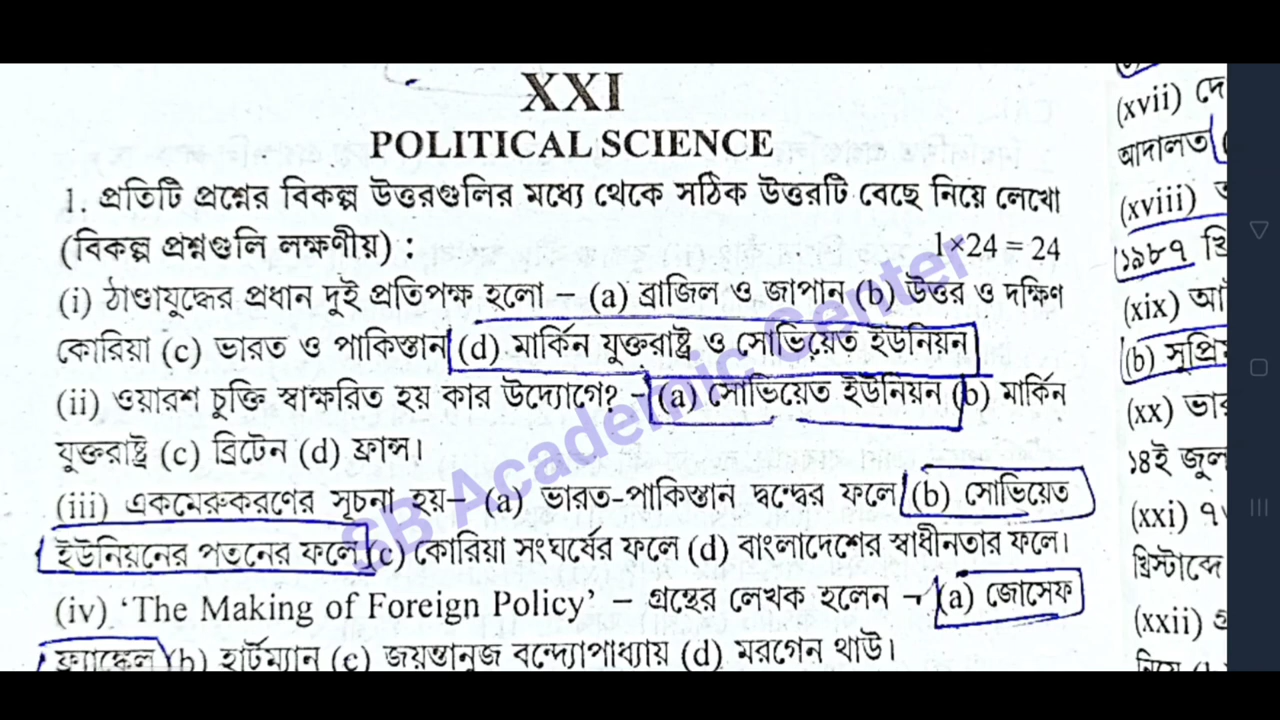 XXI
POLITICAL SCIENCE
1. প্রতিটি প্রশ্নের বিকল্প উত্তরগুলির মধ্যে থেকে সঠিক উত্তরটি বেছে নিয়ে লেখো
(বিকল্প প্রশ্নগুলি লক্ষণীয়) : 1×24 = 24
(i) ঠাণ্ডাযুদ্ধের প্রধান দুই প্রতিপক্ষ হলো – (a) ব্রাজিল ও জাপান (b) উত্তর ও দক্ষিণ
কোরিয়া (c) ভারত ও পাকিস্তান (d) মার্কিন যুক্তরাষ্ট্র ও সোভিয়েত ইউনিয়ন
(ii) ওয়ারশ চুক্তি স্বাক্ষরিত হয় কার উদ্যোগে? – (a) সোভিয়েত ইউনিয়ন (b) মার্কিন
যুক্তরাষ্ট্র (c) ব্রিটেন (d) ফ্রান্স।
(iii) একমেরুকরণের সূচনা হয়– (a) ভারত-পাকিস্তান দ্বন্দ্বের ফলে (b) সোভিয়েত
ইউনিয়নের পতনের ফলে (c) কোরিয়া সংঘর্ষের ফলে (d) বাংলাদেশের স্বাধীনতার ফলে।
(iv) ‘The Making of Foreign Policy’ – গ্রন্থের লেখক হলেন – (a) জোসেফ
ফ্র্যাঙ্কেল (b) হার্টম্যান (c) জয়ন্তানুজ বন্দ্যোপাধ্যায় (d) মরগেন থাউ।
SB Academic Center
(xvii) দে
আদালত
(xviii)
১৯৮৭ খ্রি
(xix)
(b) সুপ্রি
(xx) ভার
১৪ই জুল
(xxi) ৭
খ্রিস্টাব্দে
(xxii)